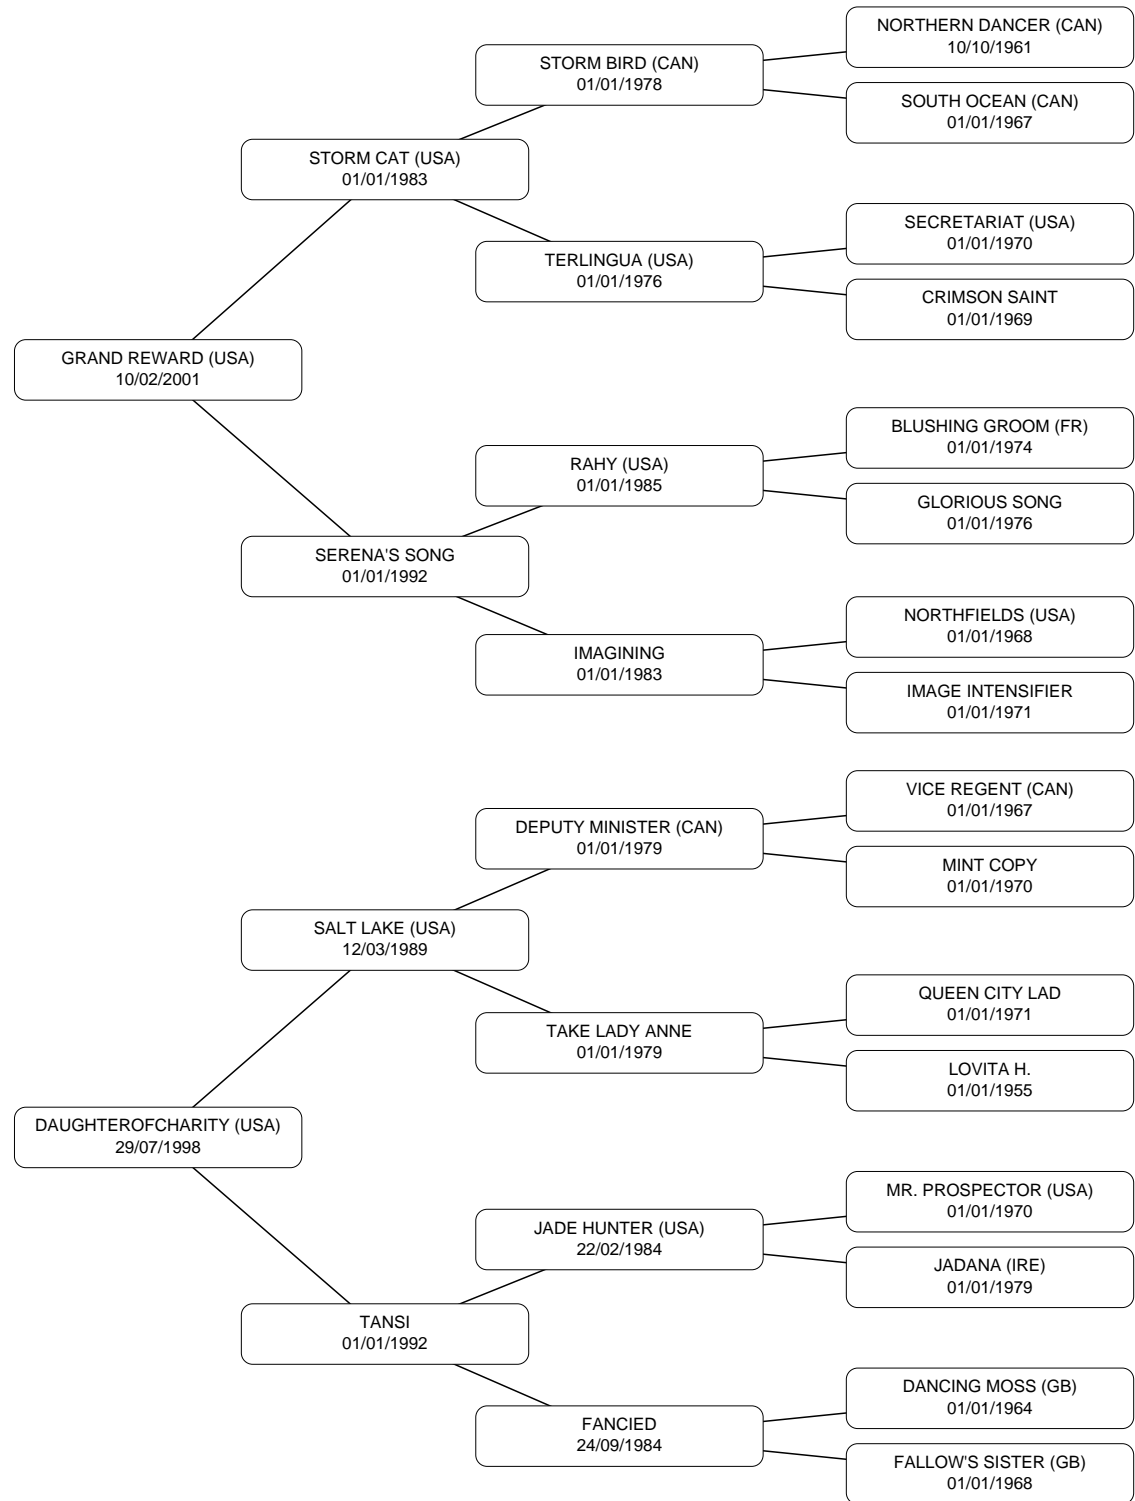 NORTHERN DANCER (CAN)
10/10/1961
STORM BIRD (CAN)
01/01/1978
SOUTH OCEAN (CAN)
01/01/1967
STORM CAT (USA)
01/01/1983
SECRETARIAT (USA)
01/01/1970
TERLINGUA (USA)
01/01/1976
CRIMSON SAINT
01/01/1969
GRAND REWARD (USA)
10/02/2001
BLUSHING GROOM (FR)
01/01/1974
RAHY (USA)
01/01/1985
GLORIOUS SONG
01/01/1976
SERENA'S SONG
01/01/1992
NORTHFIELDS (USA)
01/01/1968
IMAGINING
01/01/1983
IMAGE INTENSIFIER
01/01/1971
VICE REGENT (CAN)
01/01/1967
DEPUTY MINISTER (CAN)
01/01/1979
MINT COPY
01/01/1970
SALT LAKE (USA)
12/03/1989
QUEEN CITY LAD
01/01/1971
TAKE LADY ANNE
01/01/1979
LOVITA H.
01/01/1955
DAUGHTEROFCHARITY (USA)
29/07/1998
MR. PROSPECTOR (USA)
01/01/1970
JADE HUNTER (USA)
22/02/1984
JADANA (IRE)
01/01/1979
TANSI
01/01/1992
DANCING MOSS (GB)
01/01/1964
FANCIED
24/09/1984
FALLOW'S SISTER (GB)
01/01/1968